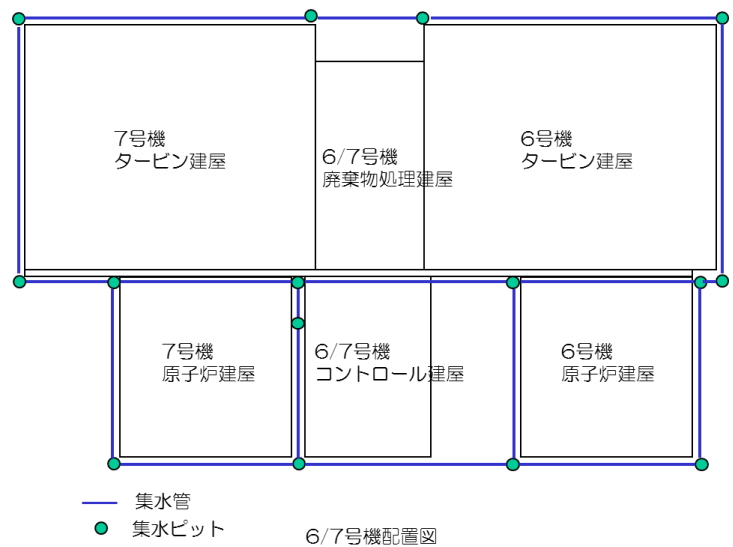 7号機
タービン建屋
6/7号機
廃棄物処理建屋
6号機
タービン建屋
7号機
原子炉建屋
6/7号機
コントロール建屋
6号機
原子炉建屋
集水管
集水ピット
6/7号機配置図